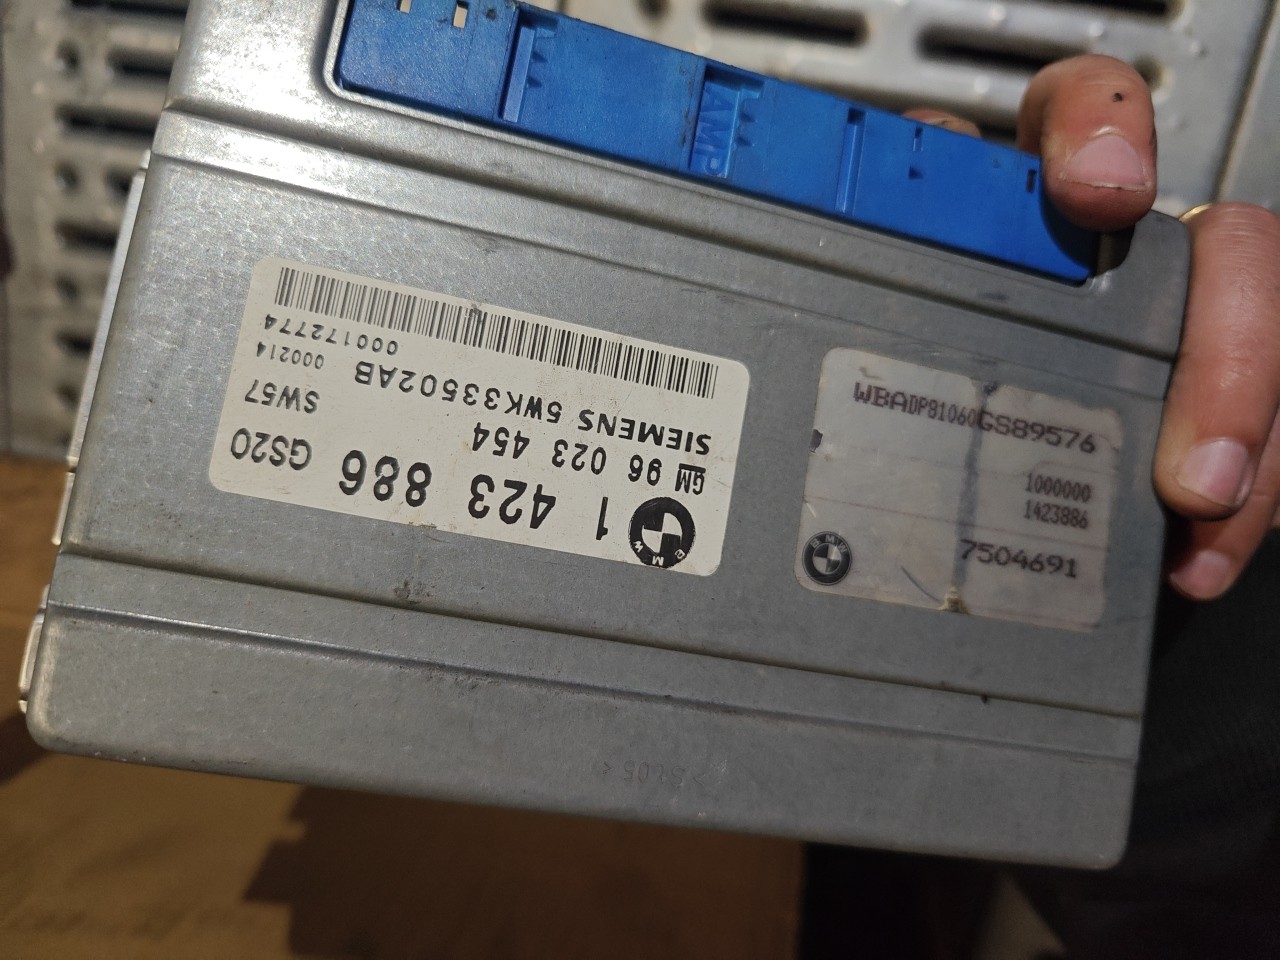 AMP
1 423 886 GS20
GM 96 023 454
SIEMENS 5WK33502AB SW57
000214
000172774
BMW
WBADP81060GS89576
1000000
1423886
7504691
BMW